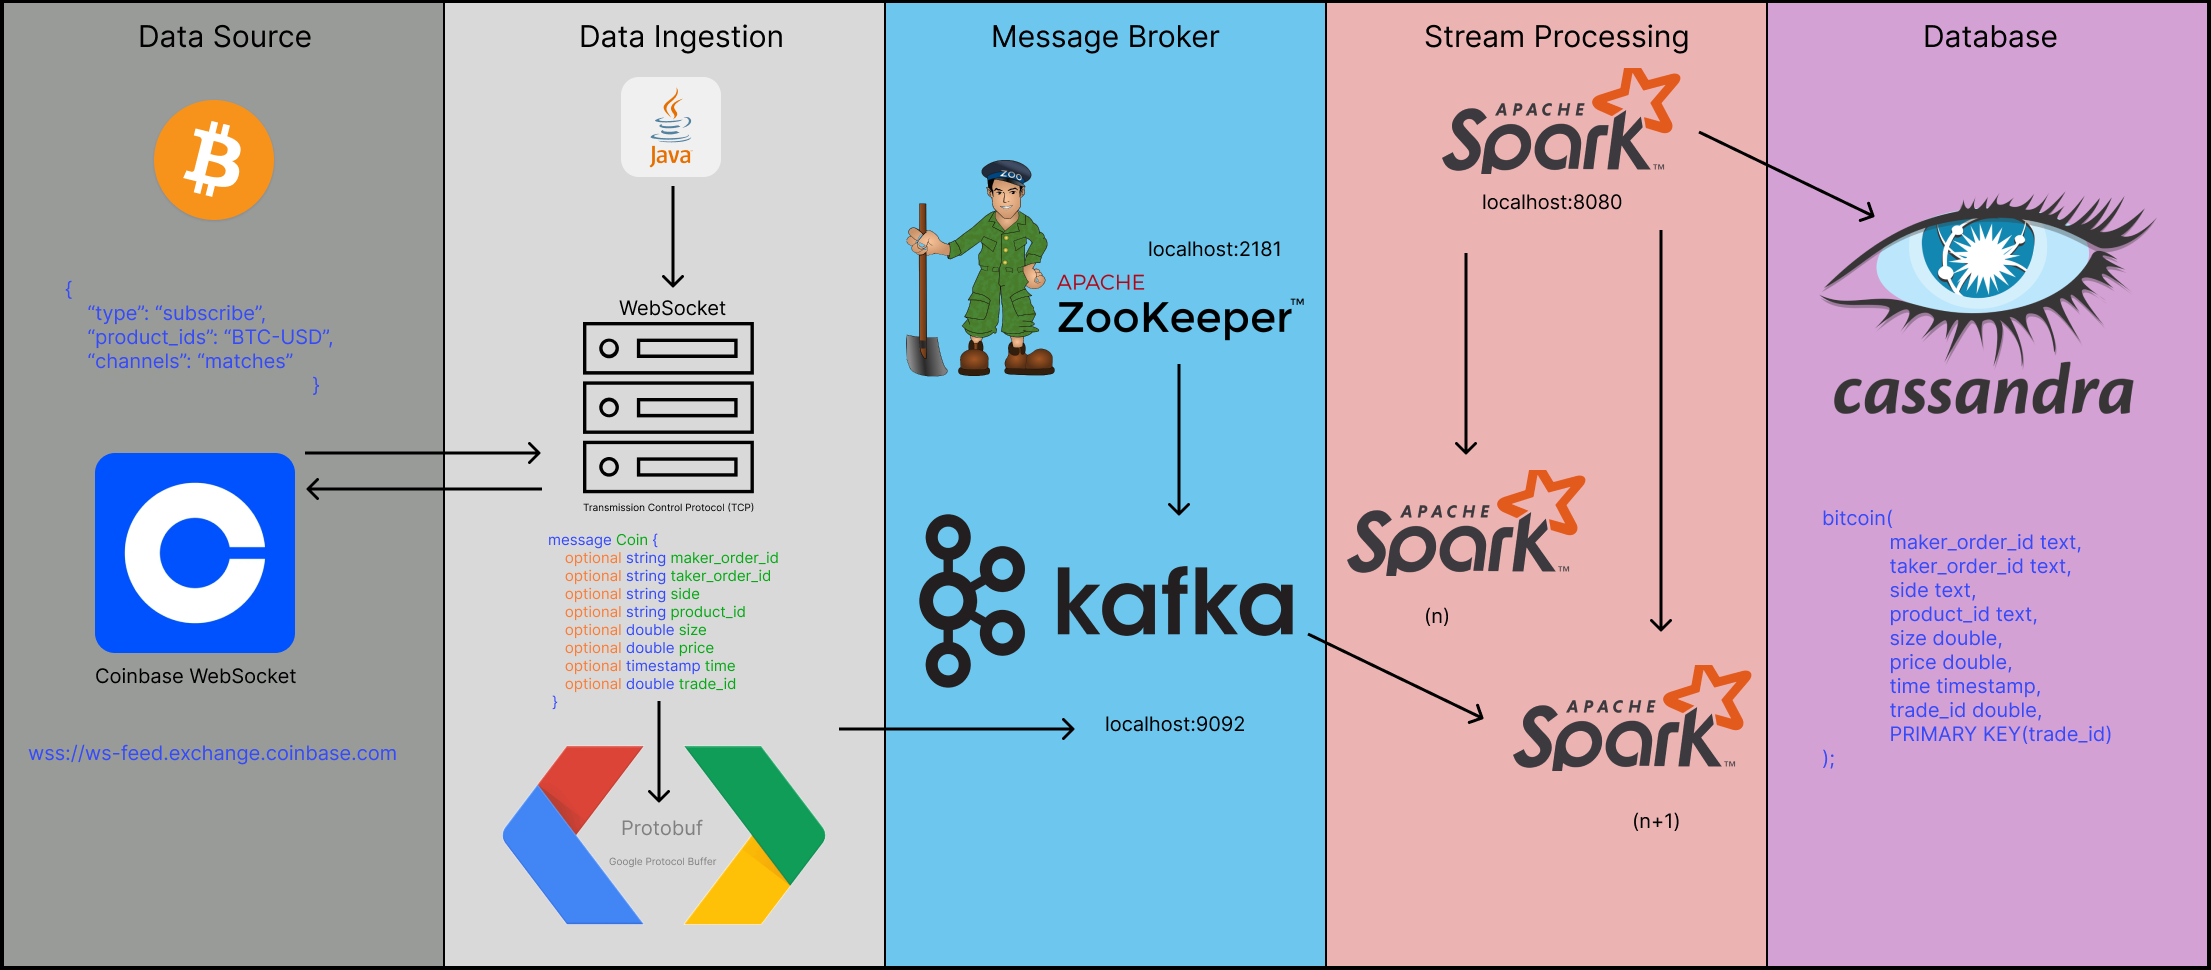 Data Source
{
“type”: “subscribe”,
“product_ids”: “BTC-USD”,
“channels”: “matches”
}
Coinbase WebSocket
wss://ws-feed.exchange.coinbase.com
Data Ingestion
Java
WebSocket
Transmission Control Protocol (TCP)
message Coin {
optional string maker_order_id
optional string taker_order_id
optional string side
optional string product_id
optional double size
optional double price
optional timestamp time
optional double trade_id
}
Protobuf
Google Protocol Buffer
Message Broker
ZOO
localhost:2181
APACHE
ZooKeeper™
kafka
localhost:9092
Stream Processing
APACHE
Spark™
localhost:8080
APACHE
Spark™
(n)
APACHE
Spark™
(n+1)
Database
cassandra
bitcoin(
maker_order_id text,
taker_order_id text,
side text,
product_id text,
size double,
price double,
time timestamp,
trade_id double,
PRIMARY KEY(trade_id)
);